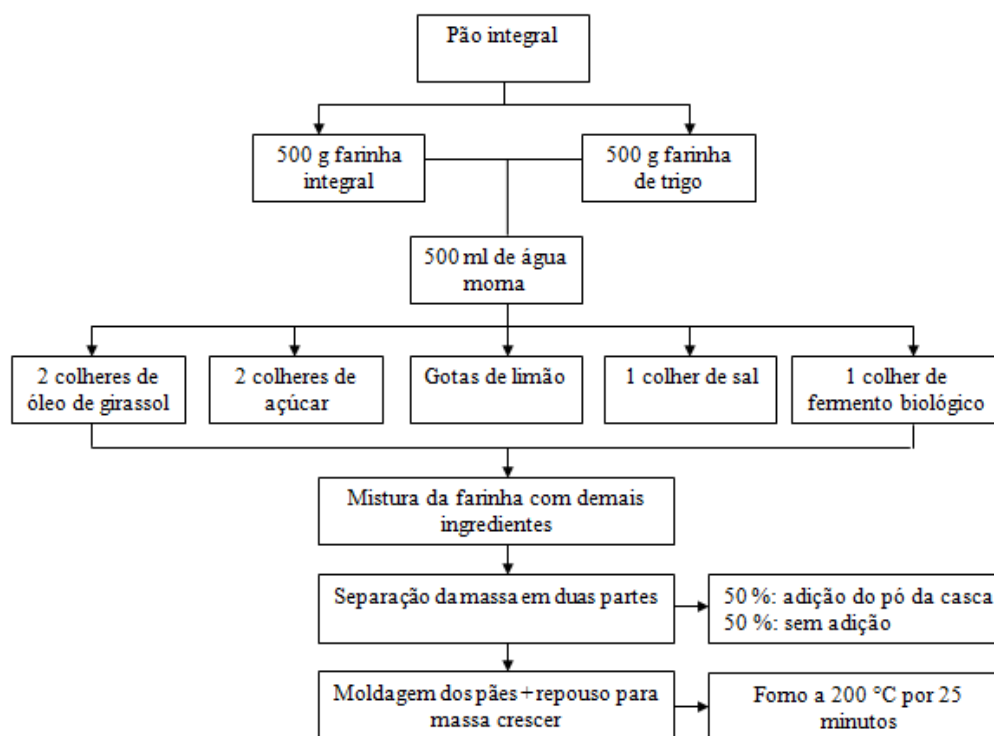 Pão integral
500 g farinha
integral
500 g farinha
de trigo
500 ml de água
morna
2 colheres de
óleo de girassol
2 colheres de
açúcar
Gotas de limão
1 colher de sal
1 colher de
fermento biológico
Mistura da farinha com demais
ingredientes
Separação da massa em duas partes
50 %: adição do pó da casca
50 %: sem adição
Moldagem dos pães + repouso para
massa crescer
Forno a 200 °C por 25
minutos